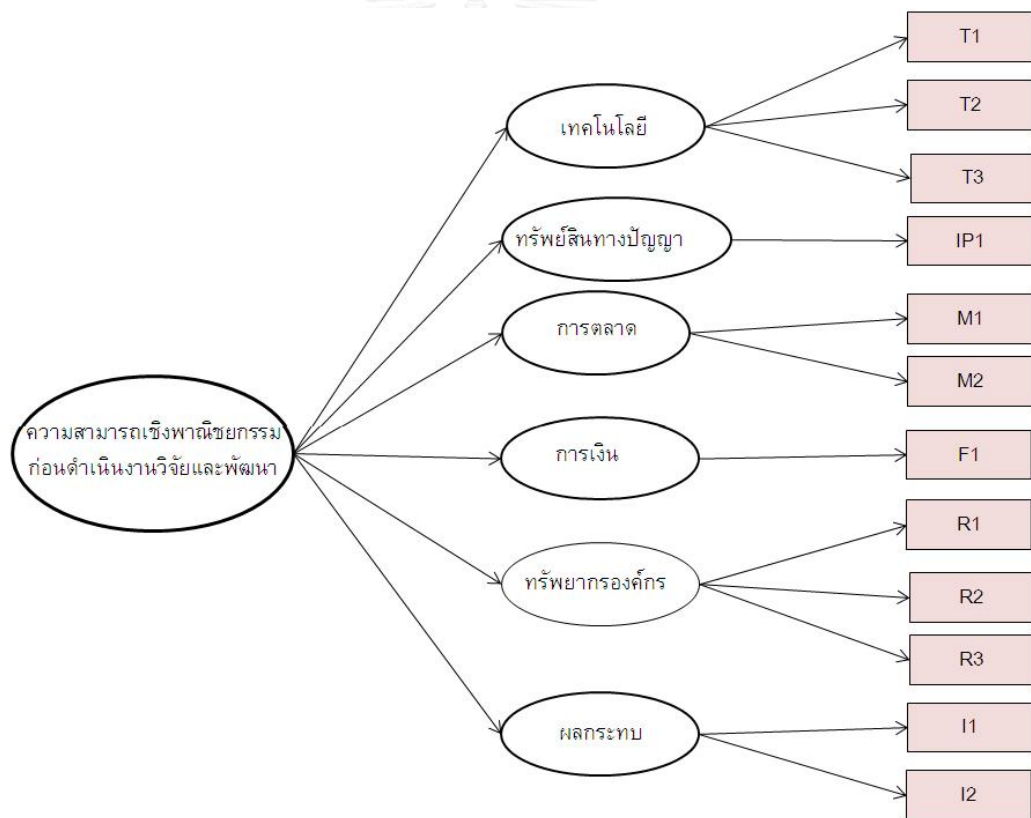 ความสามารถเชิงพาณิชยกรรม
ก่อนดำเนินงานวิจัยและพัฒนา
เทคโนโลยี
ทรัพย์สินทางปัญญา
การตลาด
การเงิน
ทรัพยากรองค์กร
ผลกระทบ
T1
T2
T3
IP1
M1
M2
F1
R1
R2
R3
I1
I2